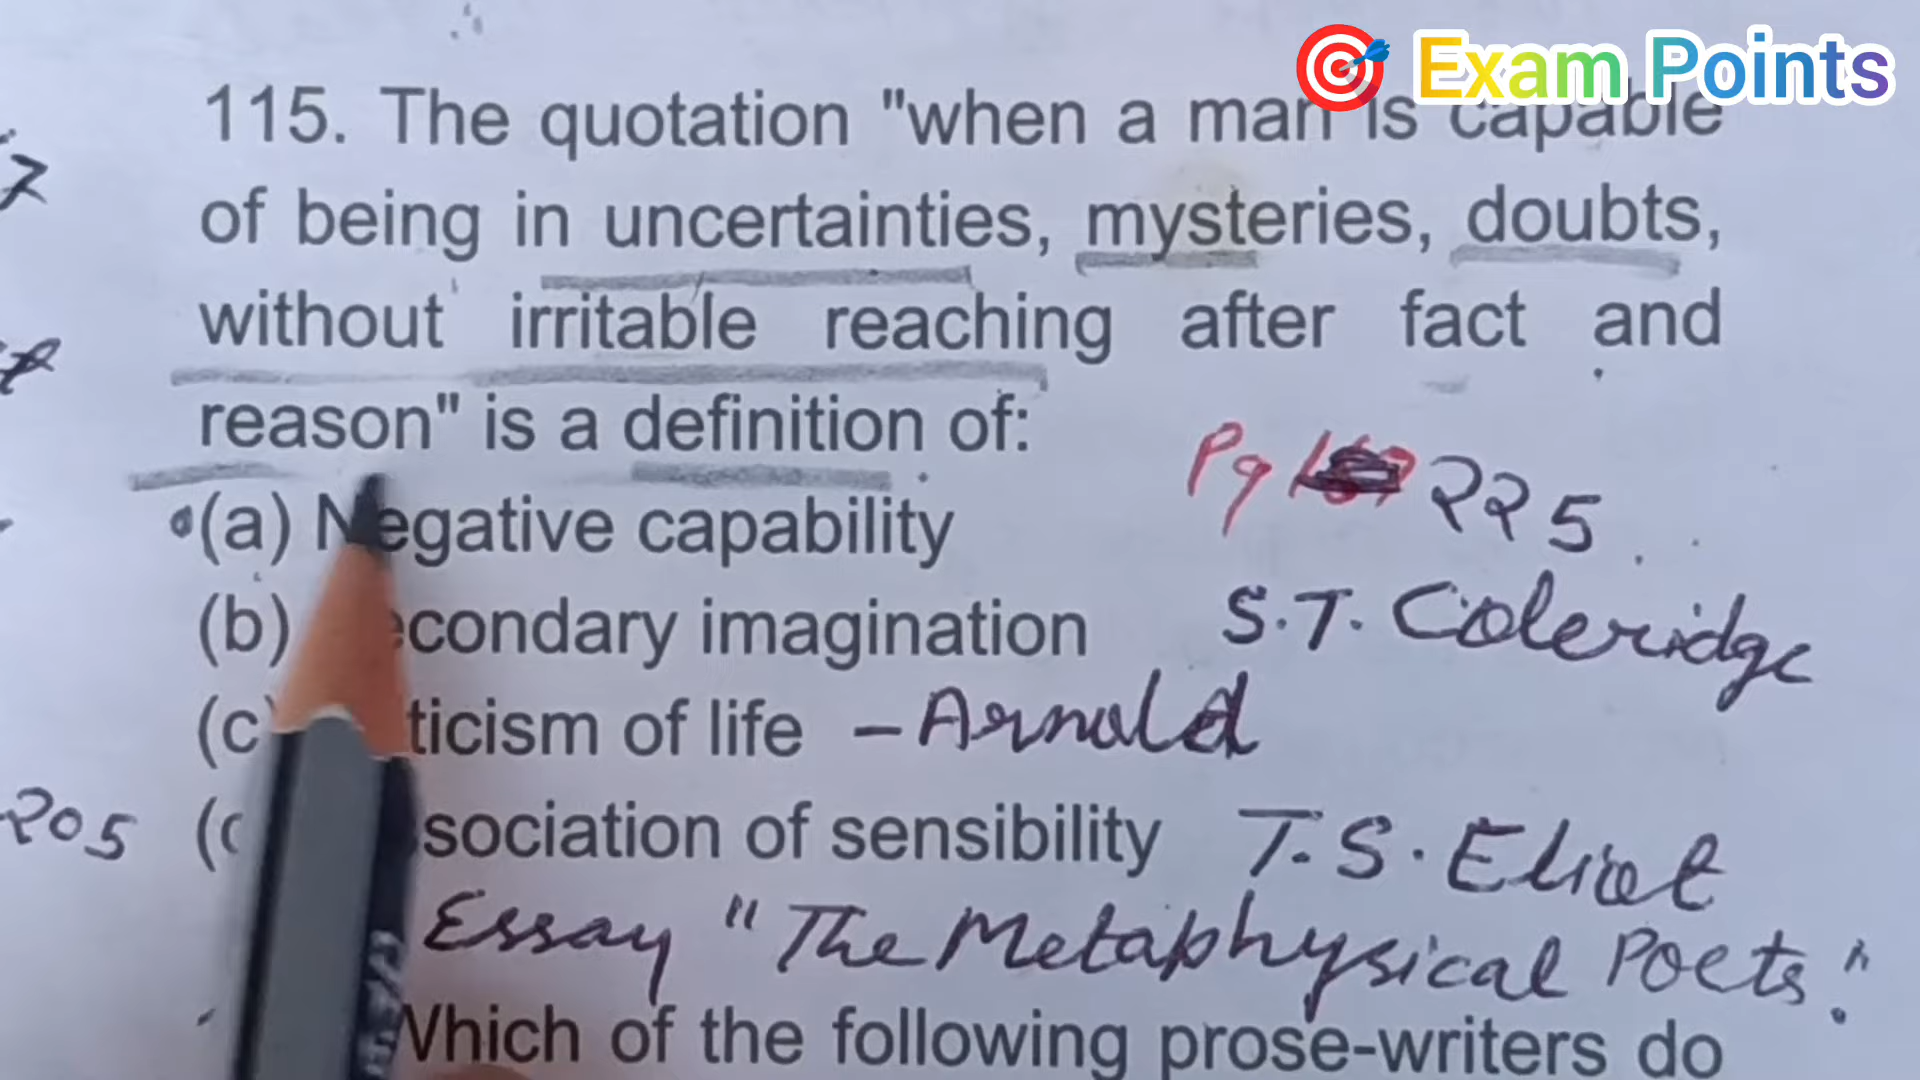 Exam Points
115. The quotation "when a man is capable
of being in uncertainties, mysteries, doubts,
without irritable reaching after fact and
reason" is a definition of:
Pg 225.
(a) Negative capability
(b) Secondary imagination S.T. Coleridge
(c) ticism of life – Arnold
205 sociation of sensibility T.S. Eliot
Essay "The Metaphysical Poets".
Which of the following prose-writers do